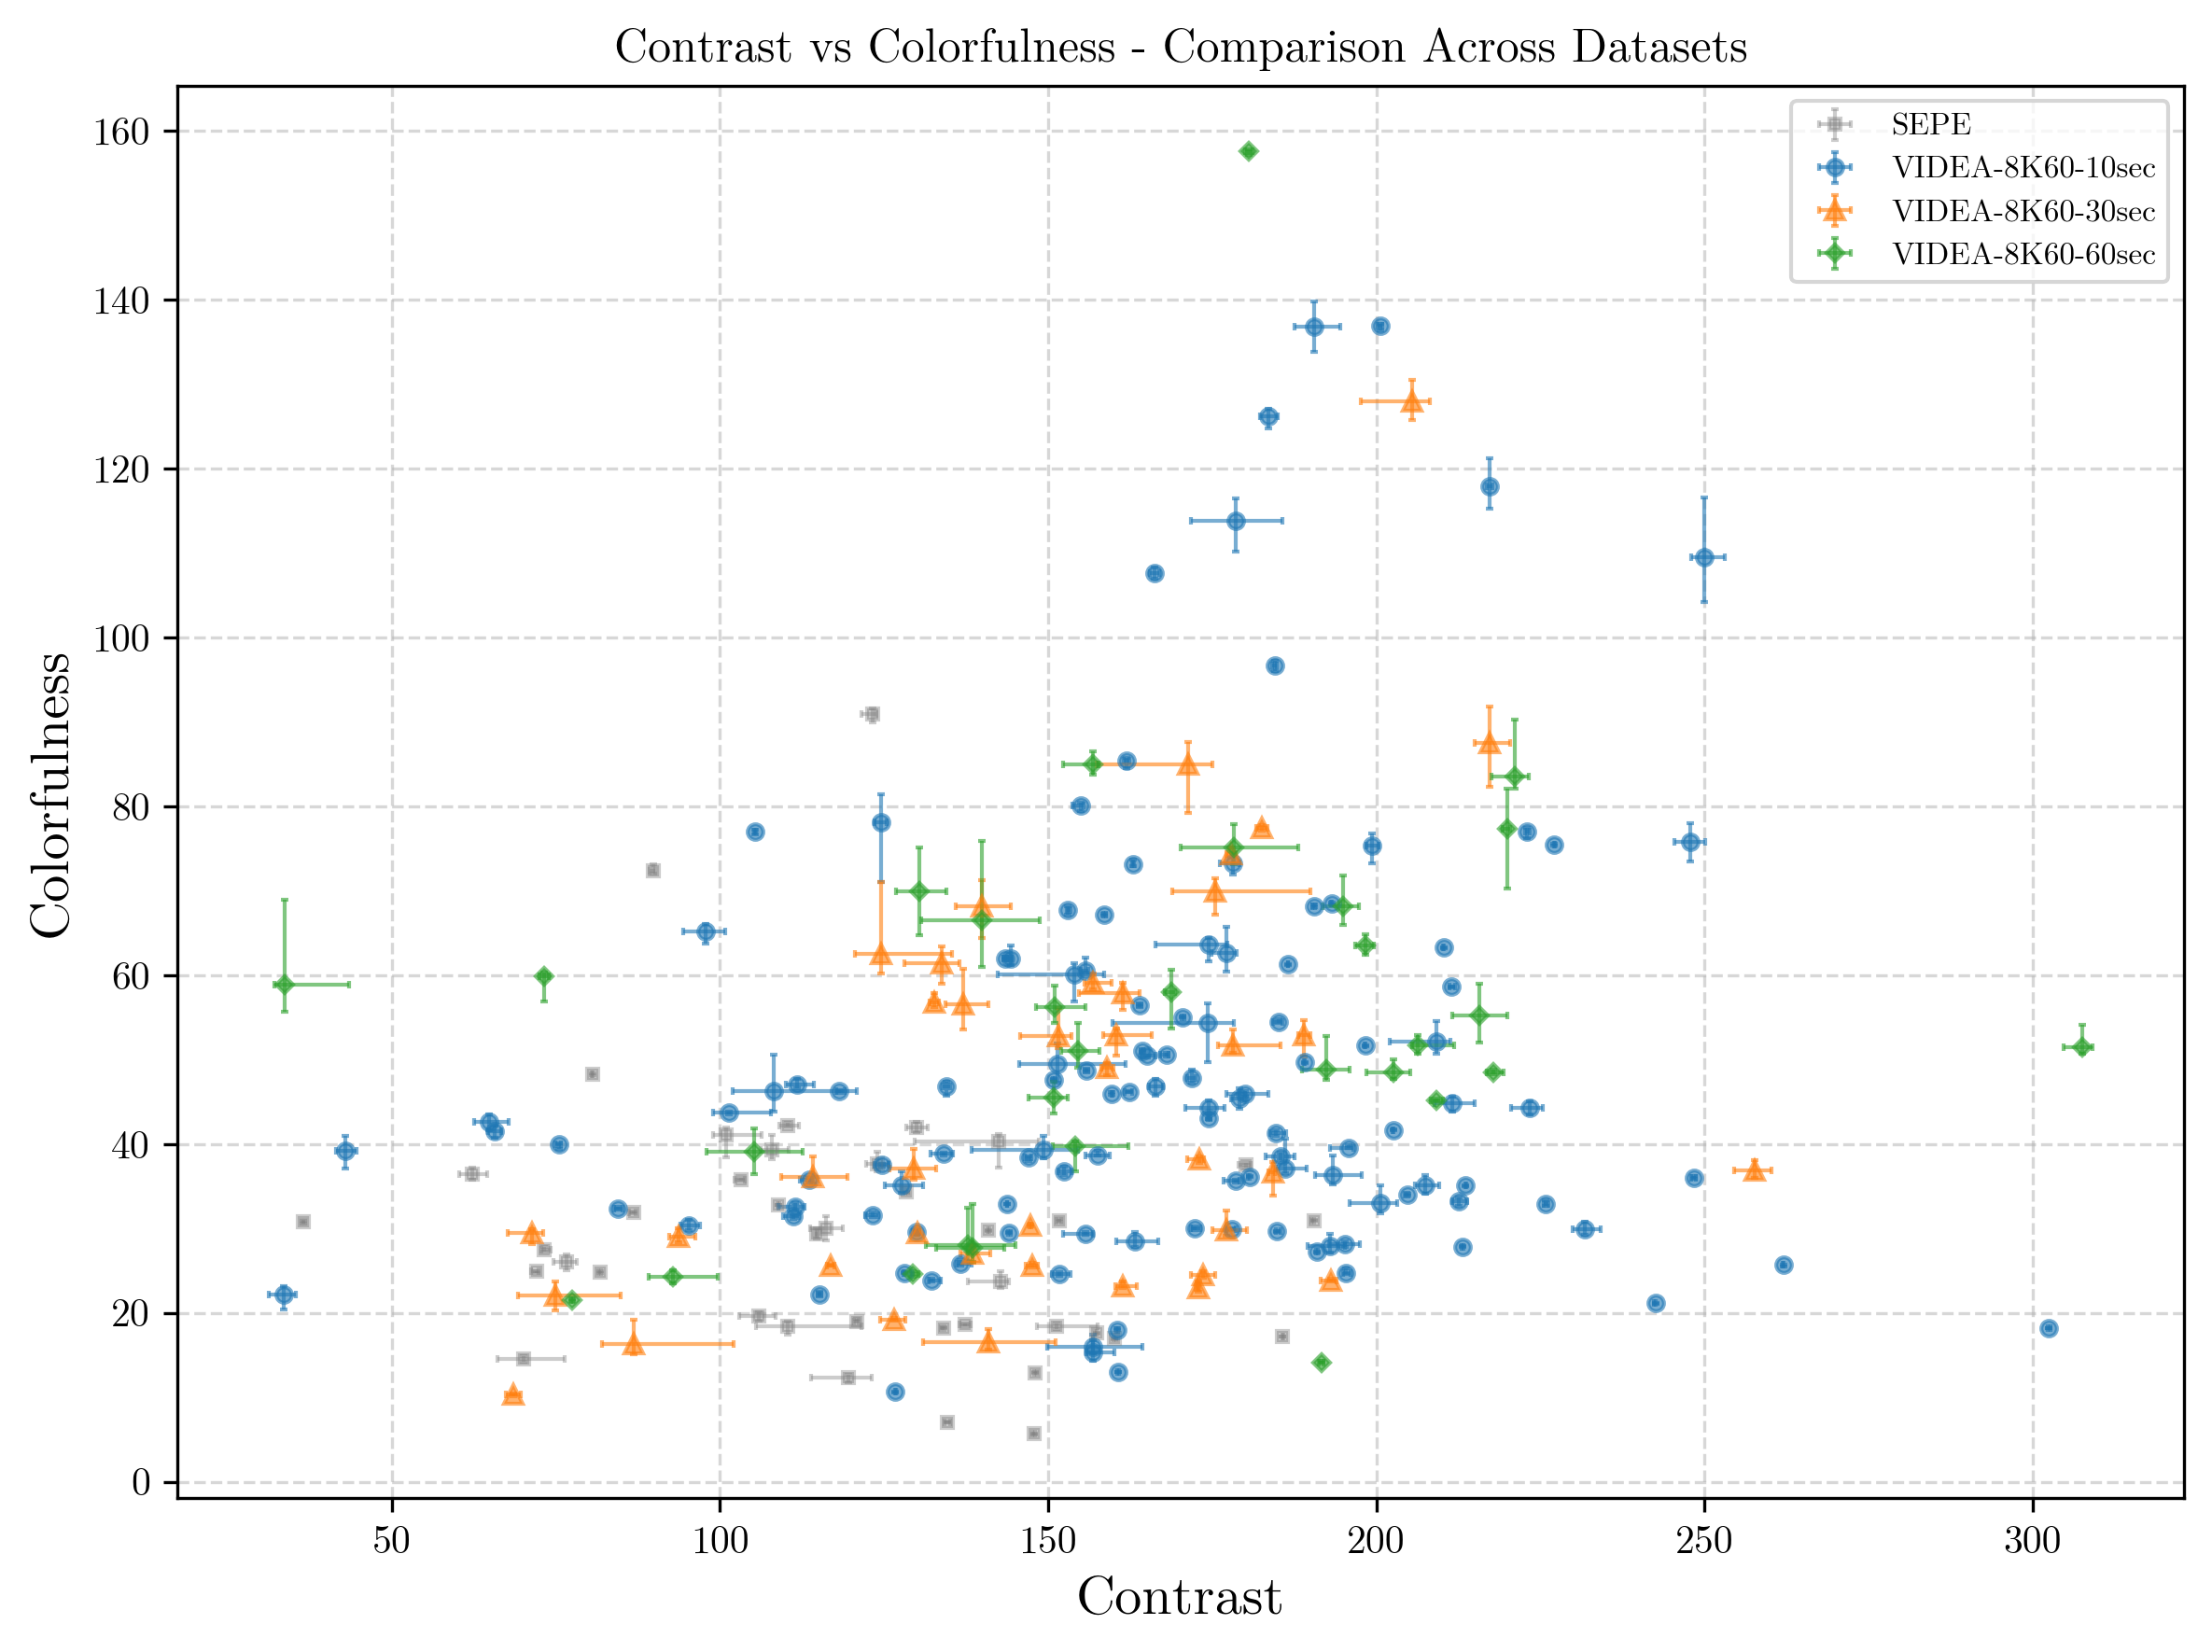 Contrast vs Colorfulness - Comparison Across Datasets
SEPE
VIDEA-8K60-10sec
VIDEA-8K60-30sec
VIDEA-8K60-60sec
Colorfulness
160
140
120
100
80
60
40
20
0
50 100 150 200 250 300
Contrast